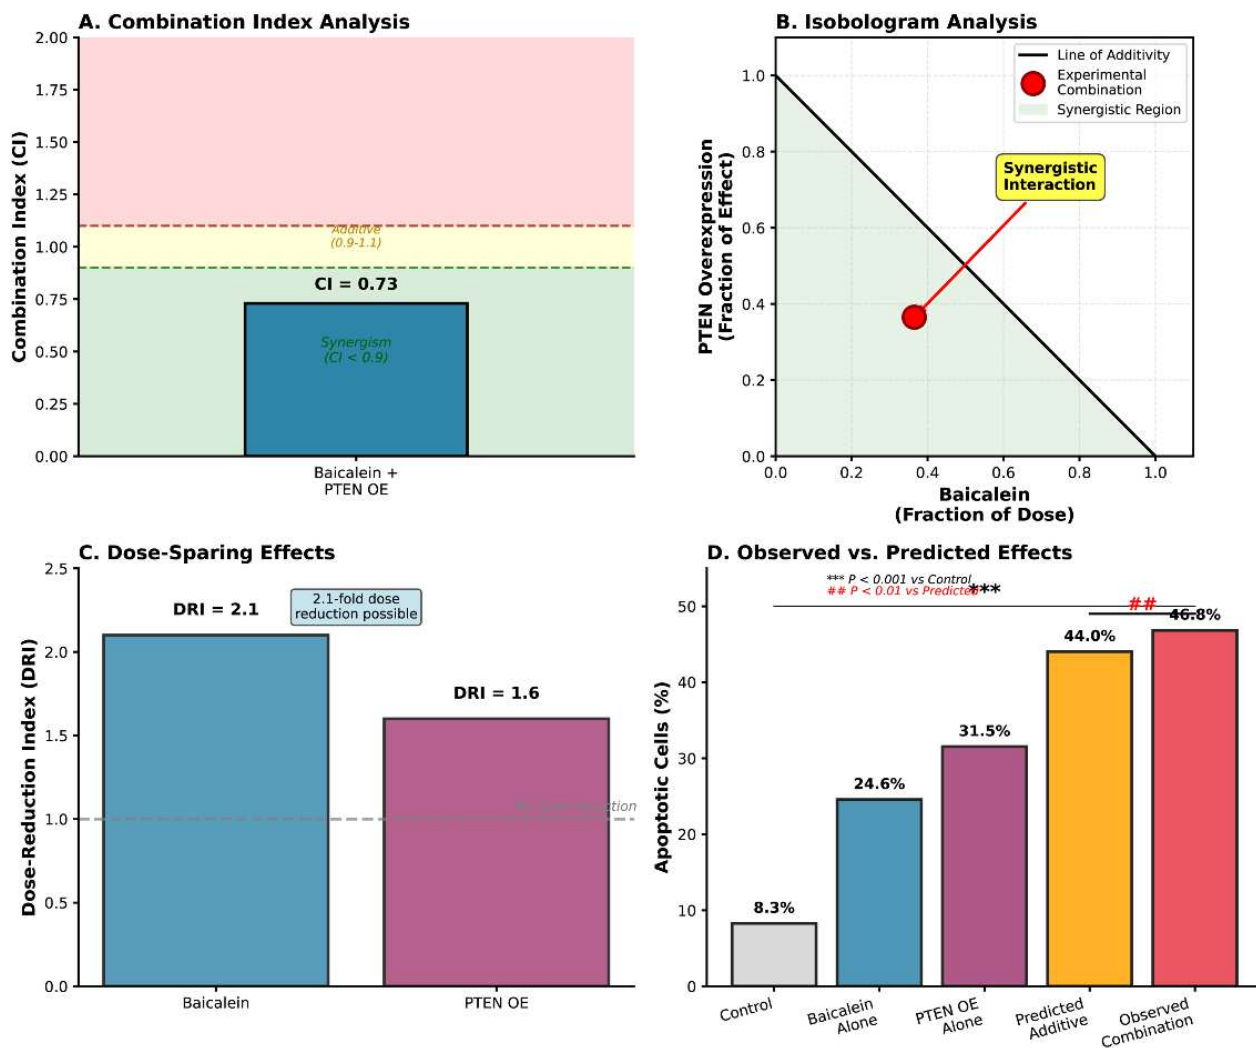 A. Combination Index Analysis
Combination Index (CI)
2.00
1.75
1.50
1.25
1.00
0.75
0.50
0.25
0.00
Additive
(0.9-1.1)
CI = 0.73
Synergism
(CI < 0.9)
Baicalein +
PTEN OE
B. Isobologram Analysis
PTEN Overexpression
(Fraction of Effect)
1.0
0.8
0.6
0.4
0.2
0.0
Line of Additivity
Experimental
Combination
Synergistic Region
Synergistic
Interaction
0.0
0.2
0.4
0.6
0.8
1.0
Baicalein
(Fraction of Dose)
C. Dose-Sparing Effects
Dose-Reduction Index (DRI)
2.5
2.0
1.5
1.0
0.5
0.0
DRI = 2.1
2.1-fold dose
reduction possible
DRI = 1.6
Baicalein
PTEN OE
D. Observed vs. Predicted Effects
Apoptotic Cells (%)
50
40
30
20
10
0
*** P < 0.001 vs Control
## P < 0.01 vs Predicted
***
##
8.3%
24.6%
31.5%
44.0%
46.8%
Control
Baicalein
Alone
PTEN OE
Alone
Predicted
Additive
Observed
Combination